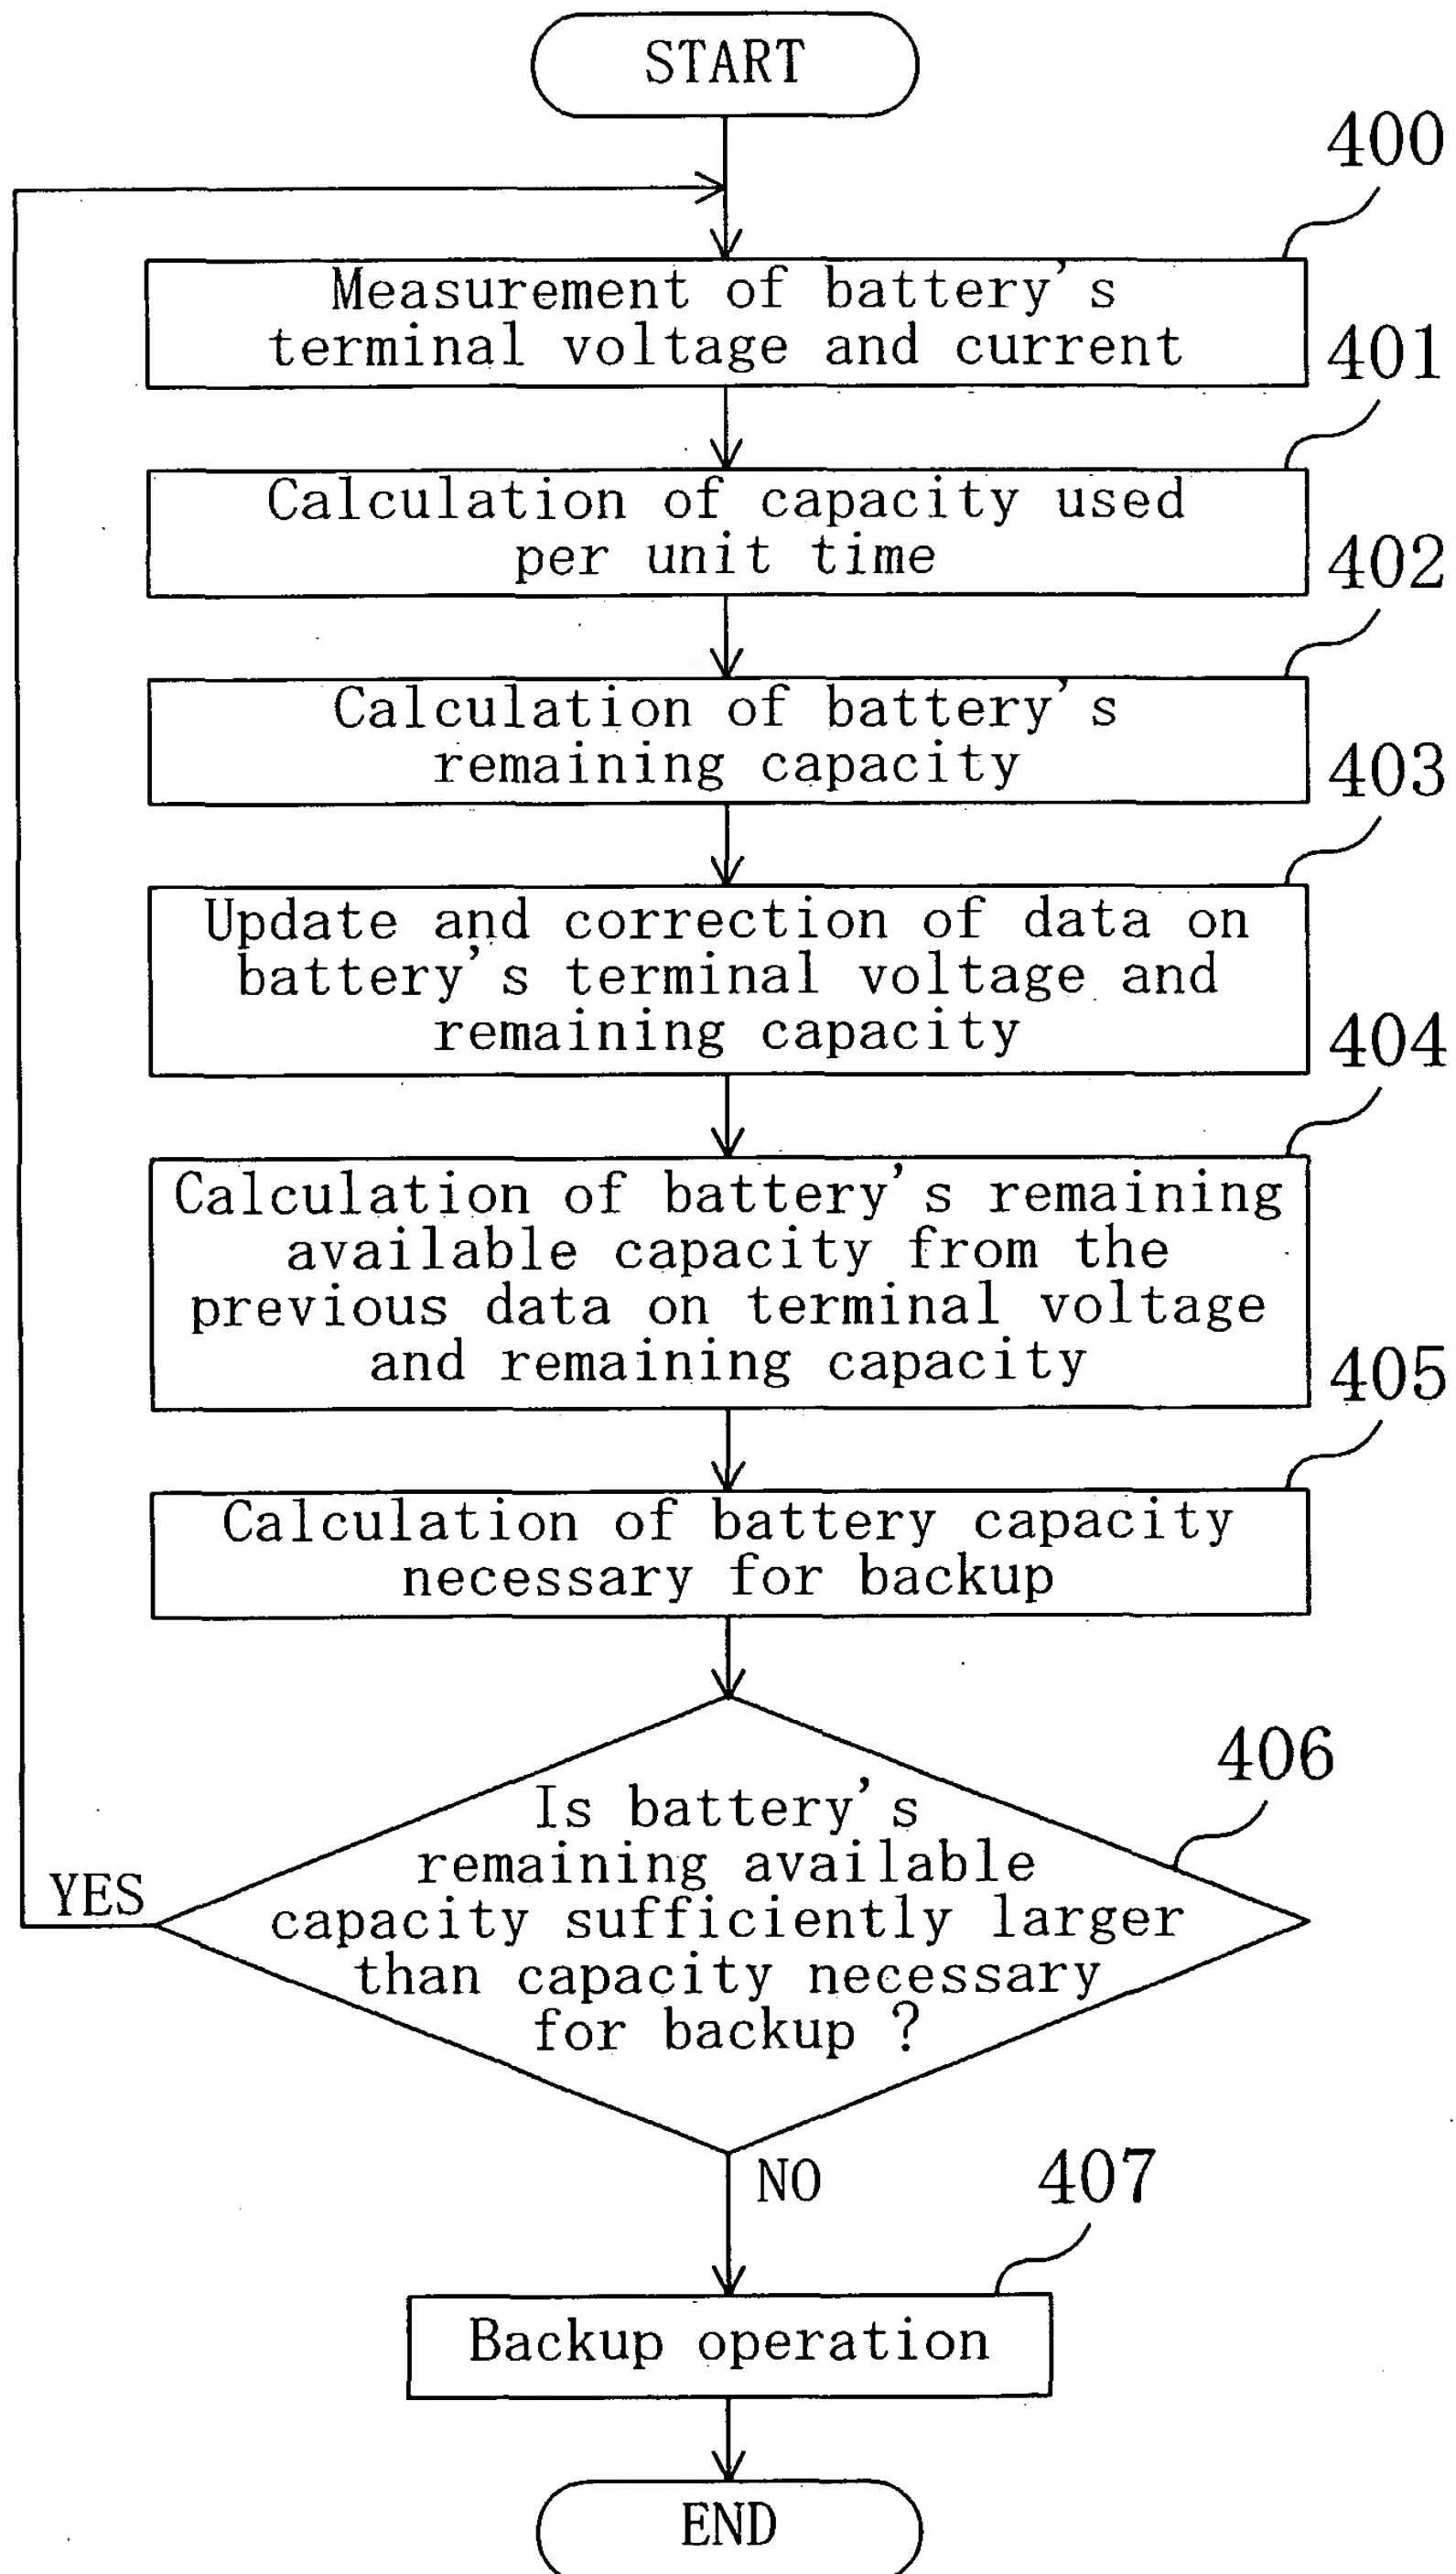 START
400
Measurement of battery's
terminal voltage and current
401
Calculation of capacity used
per unit time
402
Calculation of battery's
remaining capacity
403
Update and correction of data on
battery's terminal voltage and
remaining capacity
404
Calculation of battery's remaining
available capacity from the
previous data on terminal voltage
and remaining capacity
405
Calculation of battery capacity
necessary for backup
406
Is battery's
remaining available
capacity sufficiently larger
than capacity necessary
for backup ?
YES
NO
407
Backup operation
END